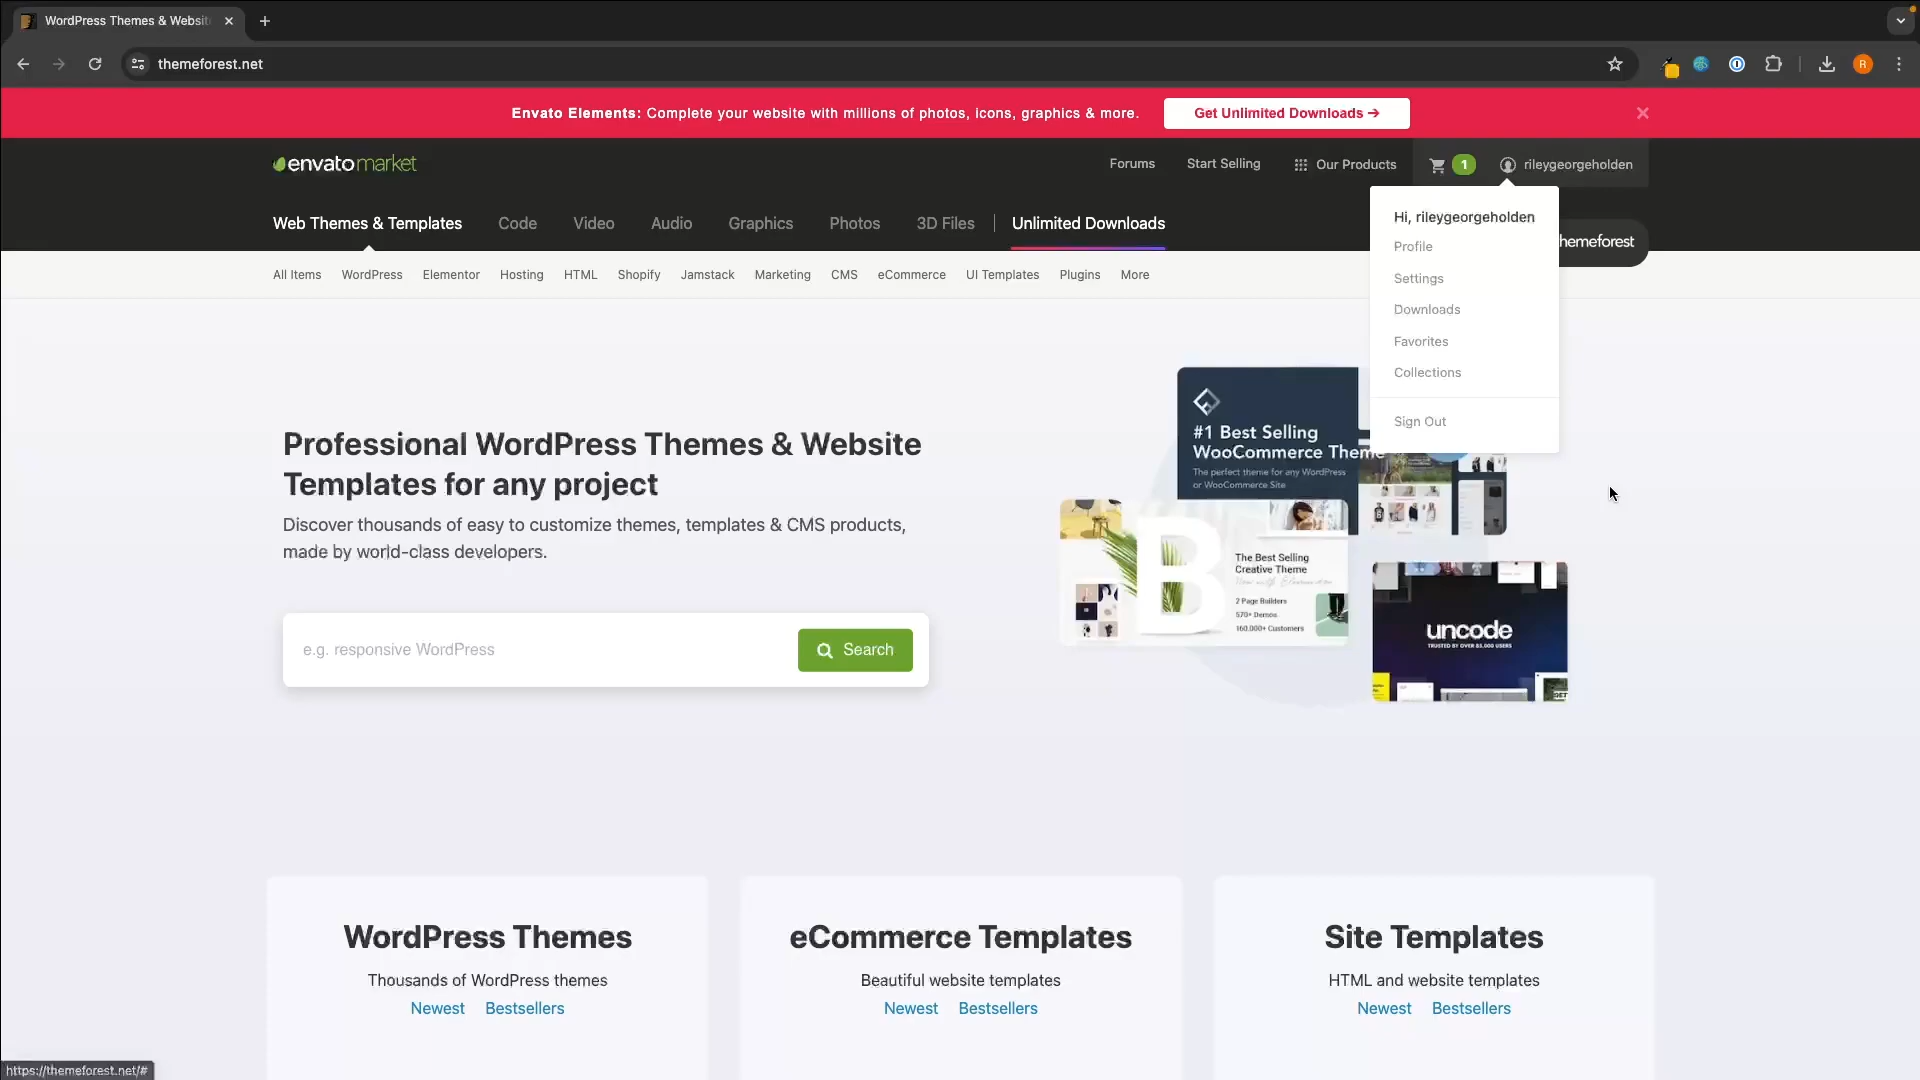 WordPress Themes & Websit
themeforest.net
R
Envato Elements: Complete your website with millions of photos, icons, graphics & more.
Get Unlimited Downloads →
envatomarket
Forums
Start Selling
Our Products
1
rileygeorgeholden
Web Themes & Templates
Code
Video
Audio
Graphics
Photos
3D Files
Unlimited Downloads
Hi, rileygeorgeholden
Profile
Settings
Downloads
Favorites
Collections
Sign Out
hemeforest
All Items
WordPress
Elementor
Hosting
HTML
Shopify
Jamstack
Marketing
CMS
eCommerce
UI Templates
Plugins
More
Professional WordPress Themes & Website
Templates for any project
Discover thousands of easy to customize themes, templates & CMS products,
made by world-class developers.
e.g. responsive WordPress
Search
#1 Best Selling
WooCommerce Theme
The perfect theme for any WordPress
or WooCommerce Site
B
The Best Selling
Creative Theme
2 Page Builders
570+ Demos
160.000+ Customers
uncode
TRUSTED BY OVER 83.000 USERS
GET
WordPress Themes
Thousands of WordPress themes
Newest
Bestsellers
eCommerce Templates
Beautiful website templates
Newest
Bestsellers
Site Templates
HTML and website templates
Newest
Bestsellers
https://themeforest.net/#